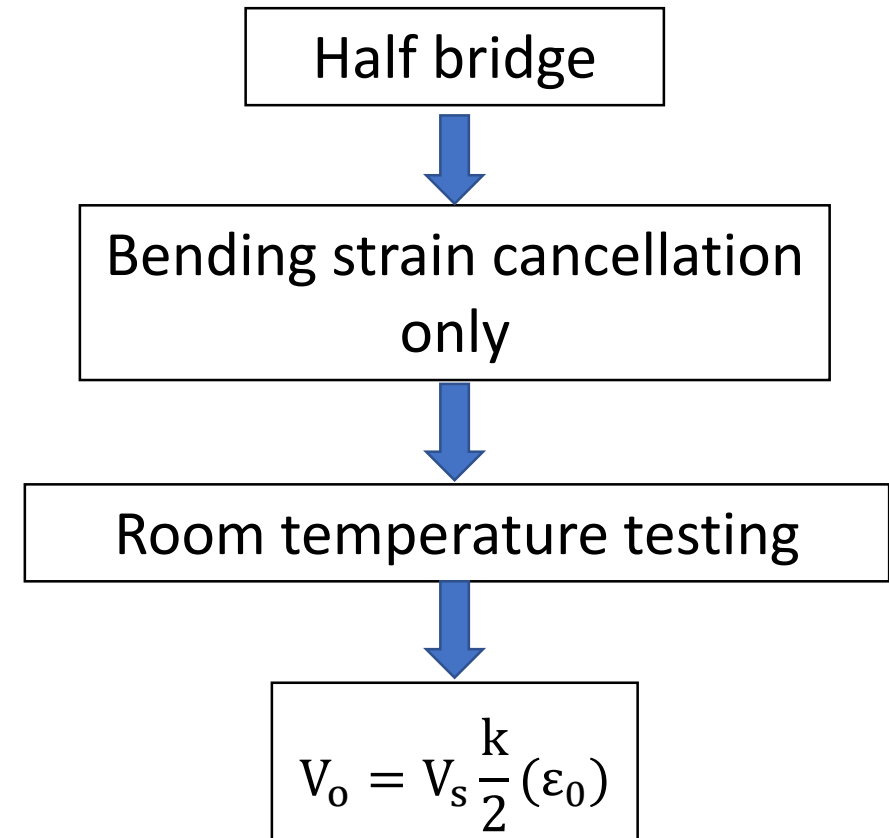 Half bridge
Bending strain cancellation
only
Room temperature testing
Vₒ = Vₛ k/2 (ε₀)